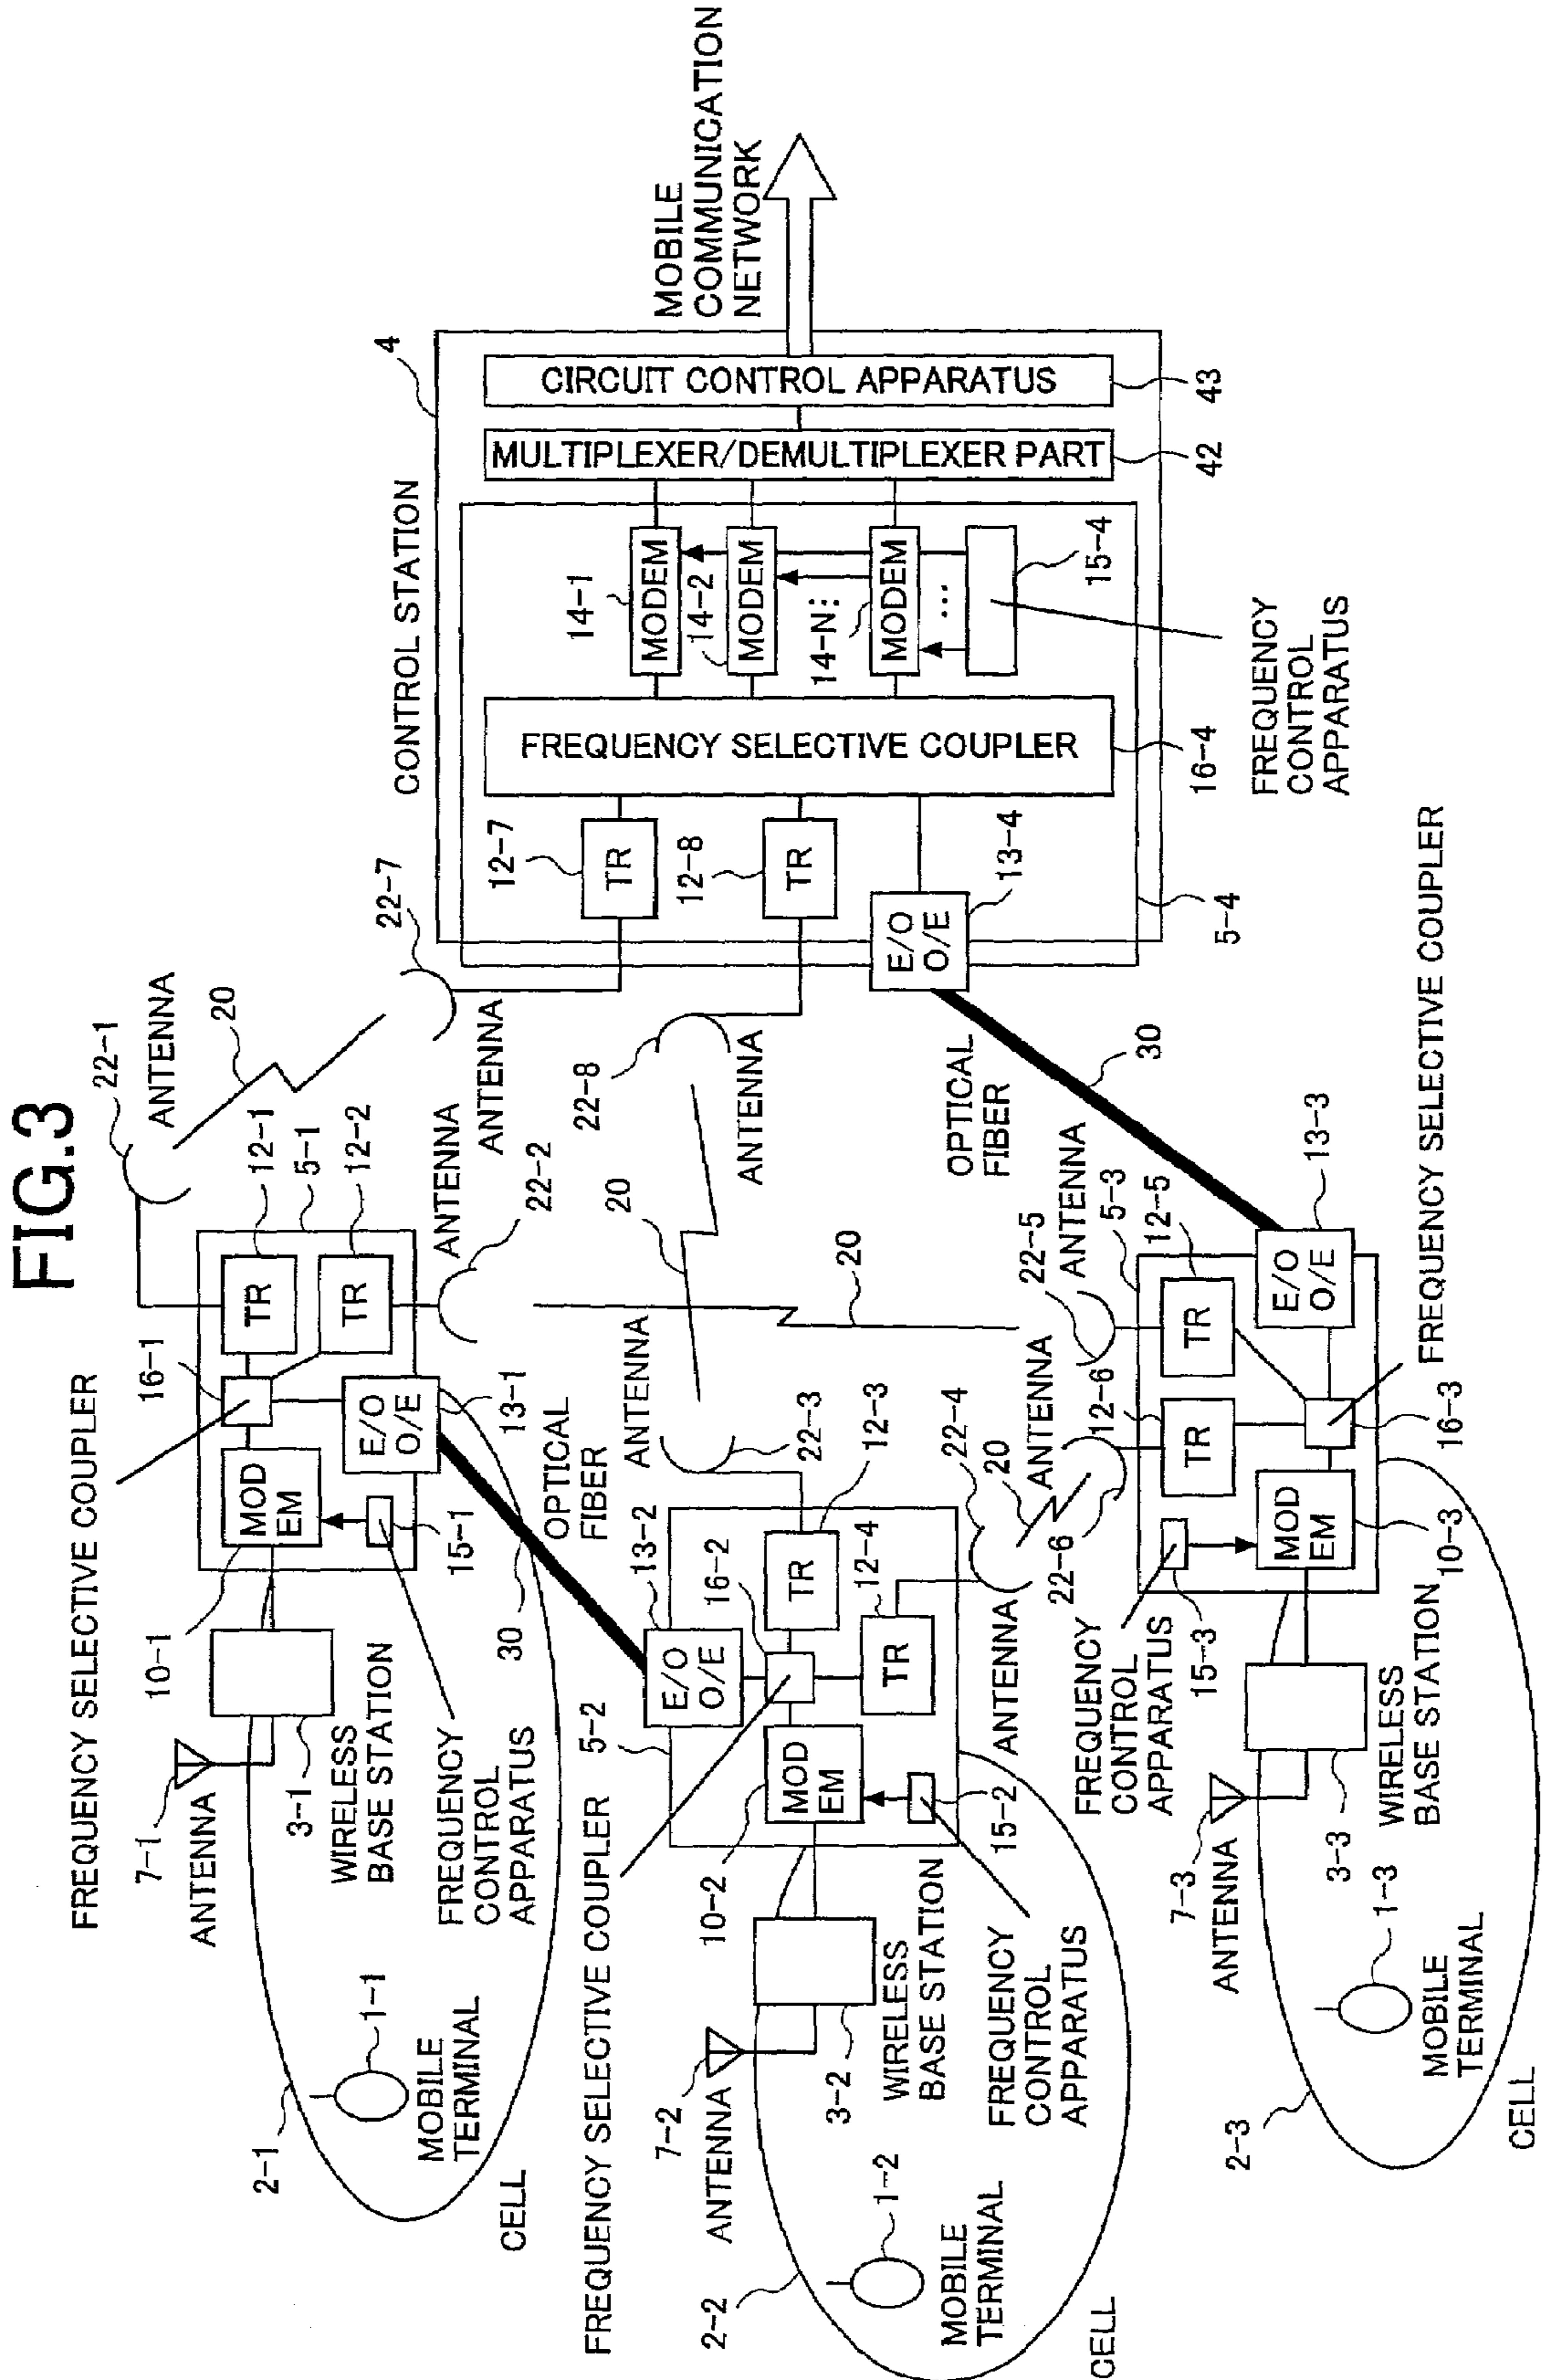 FIG.3
FREQUENCY SELECTIVE COUPLER
16-1
22-1
ANTENNA
20
12-1
5-1
12-2
TR
TR
MOD
EM
E/O
O/E
13-1
10-1
15-1
7-1
ANTENNA
3-1
WIRELESS
BASE STATION
FREQUENCY
CONTROL
APPARATUS
2-1
1-1
MOBILE
TERMINAL
CELL
ANTENNA
22-2
ANTENNA
22-7
OPTICAL
FIBER
30
20
22-8
ANTENNA
ANTENNA
22-3
FREQUENCY SELECTIVE COUPLER
5-2
13-2
16-2
12-3
12-4
E/O
O/E
TR
TR
MOD
EM
10-2
15-2
22-4
ANTENNA
7-2
ANTENNA
3-2
WIRELESS
BASE STATION
FREQUENCY
CONTROL
APPARATUS
2-2
1-2
MOBILE
TERMINAL
CELL
20
20
ANTENNA
22-6
22-5
ANTENNA
OPTICAL
FIBER
30
5-3
12-5
12-6
13-3
TR
TR
E/O
O/E
MOD
EM
16-3
FREQUENCY SELECTIVE COUPLER
10-3
15-3
FREQUENCY
CONTROL
APPARATUS
7-3
ANTENNA
3-3
WIRELESS
BASE STATION
2-3
1-3
MOBILE
TERMINAL
CELL
CONTROL STATION
4
12-7
TR
12-8
TR
E/O
O/E
13-4
5-4
FREQUENCY SELECTIVE COUPLER
16-4
14-1
MODEM
14-2
MODEM
14-N
⋮
MODEM
...
15-4
FREQUENCY
CONTROL
APPARATUS
MULTIPLEXER/DEMULTIPLEXER PART
42
CIRCUIT CONTROL APPARATUS
43
MOBILE
COMMUNICATION
NETWORK